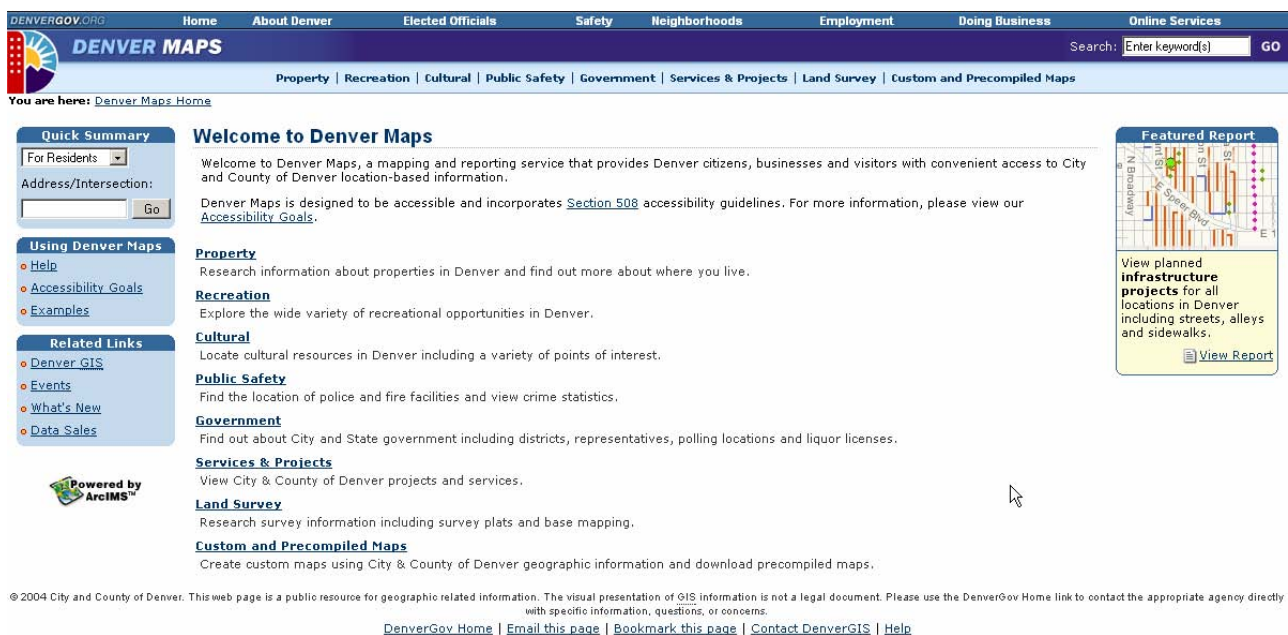 DENVERGOV.ORG Home About Denver Elected Officials Safety Neighborhoods Employment Doing Business Online Services
DENVER MAPS
Search: Enter keyword(s) GO
Property | Recreation | Cultural | Public Safety | Government | Services & Projects | Land Survey | Custom and Precompiled Maps
You are here: Denver Maps Home
Quick Summary
For Residents
Address/Intersection:
Go
Using Denver Maps
Help
Accessibility Goals
Examples
Related Links
Denver GIS
Events
What's New
Data Sales
Powered by
ArcIMS™
Welcome to Denver Maps
Welcome to Denver Maps, a mapping and reporting service that provides Denver citizens, businesses and visitors with convenient access to City
and County of Denver location-based information.
Denver Maps is designed to be accessible and incorporates Section 508 accessibility guidelines. For more information, please view our
Accessibility Goals.
Property
Research information about properties in Denver and find out more about where you live.
Recreation
Explore the wide variety of recreational opportunities in Denver.
Cultural
Locate cultural resources in Denver including a variety of points of interest.
Public Safety
Find the location of police and fire facilities and view crime statistics.
Government
Find out about City and State government including districts, representatives, polling locations and liquor licenses.
Services & Projects
View City & County of Denver projects and services.
Land Survey
Research survey information including survey plats and base mapping.
Custom and Precompiled Maps
Create custom maps using City & County of Denver geographic information and download precompiled maps.
Featured Report
N Broadway
E Speer Blvd
E 1
View planned
infrastructure
projects for all
locations in Denver
including streets, alleys
and sidewalks.
View Report
© 2004 City and County of Denver. This web page is a public resource for geographic related information. The visual presentation of GIS information is not a legal document. Please use the DenverGov Home link to contact the appropriate agency directly
with specific information, questions, or concerns.
DenverGov Home | Email this page | Bookmark this page | Contact DenverGIS | Help